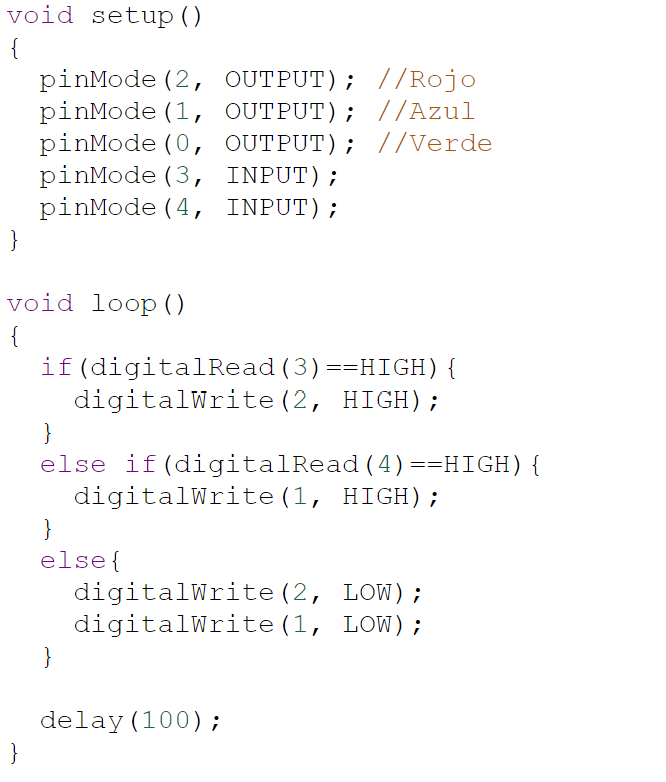 void setup()
{
  pinMode(2, OUTPUT); //Rojo
  pinMode(1, OUTPUT); //Azul
  pinMode(0, OUTPUT); //Verde
  pinMode(3, INPUT);
  pinMode(4, INPUT);
}

void loop()
{
  if(digitalRead(3)==HIGH){
    digitalWrite(2, HIGH);
  }
  else if(digitalRead(4)==HIGH){
    digitalWrite(1, HIGH);
  }
  else{
    digitalWrite(2, LOW);
    digitalWrite(1, LOW);
  }

  delay(100);
}